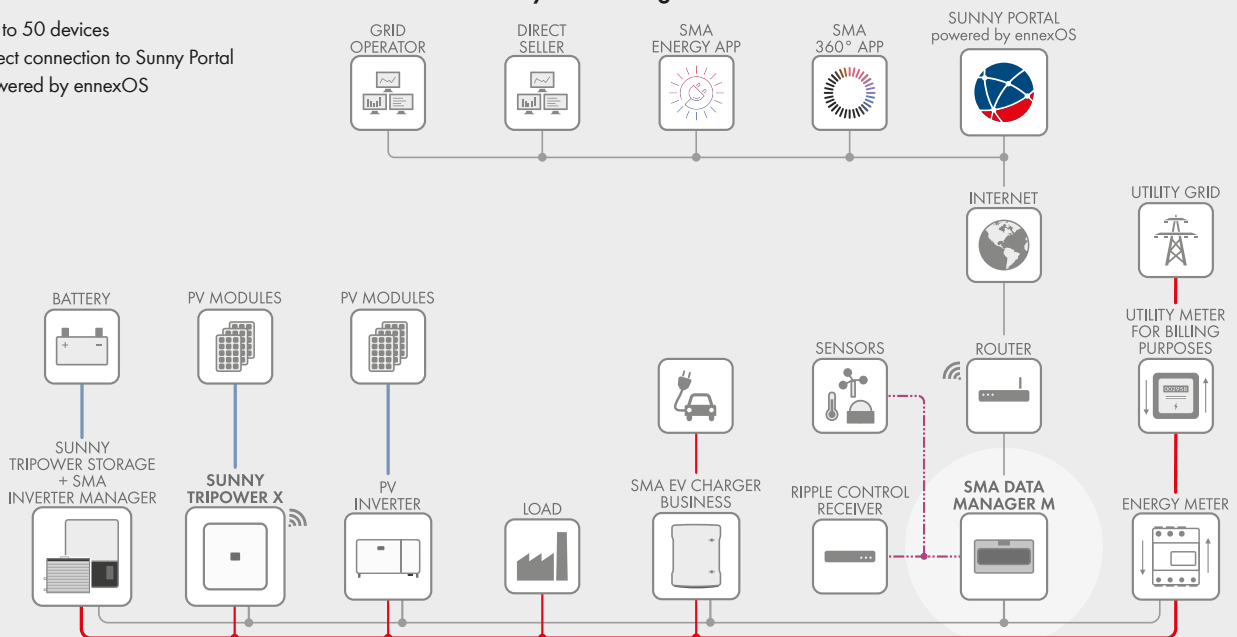 to 50 devices
ect connection to Sunny Portal
wered by ennexOS
GRID
OPERATOR
DIRECT
SELLER
SMA
ENERGY APP
SMA
360° APP
SUNNY PORTAL
powered by ennexOS
INTERNET
UTILITY GRID
BATTERY
PV MODULES
PV MODULES
UTILITY METER
FOR BILLING
PURPOSES
SENSORS
ROUTER
SUNNY
TRIPOWER STORAGE
+ SMA
INVERTER MANAGER
SUNNY
TRIPOWER X
PV
INVERTER
LOAD
SMA EV CHARGER
BUSINESS
RIPPLE CONTROL
RECEIVER
SMA DATA
MANAGER M
ENERGY METER